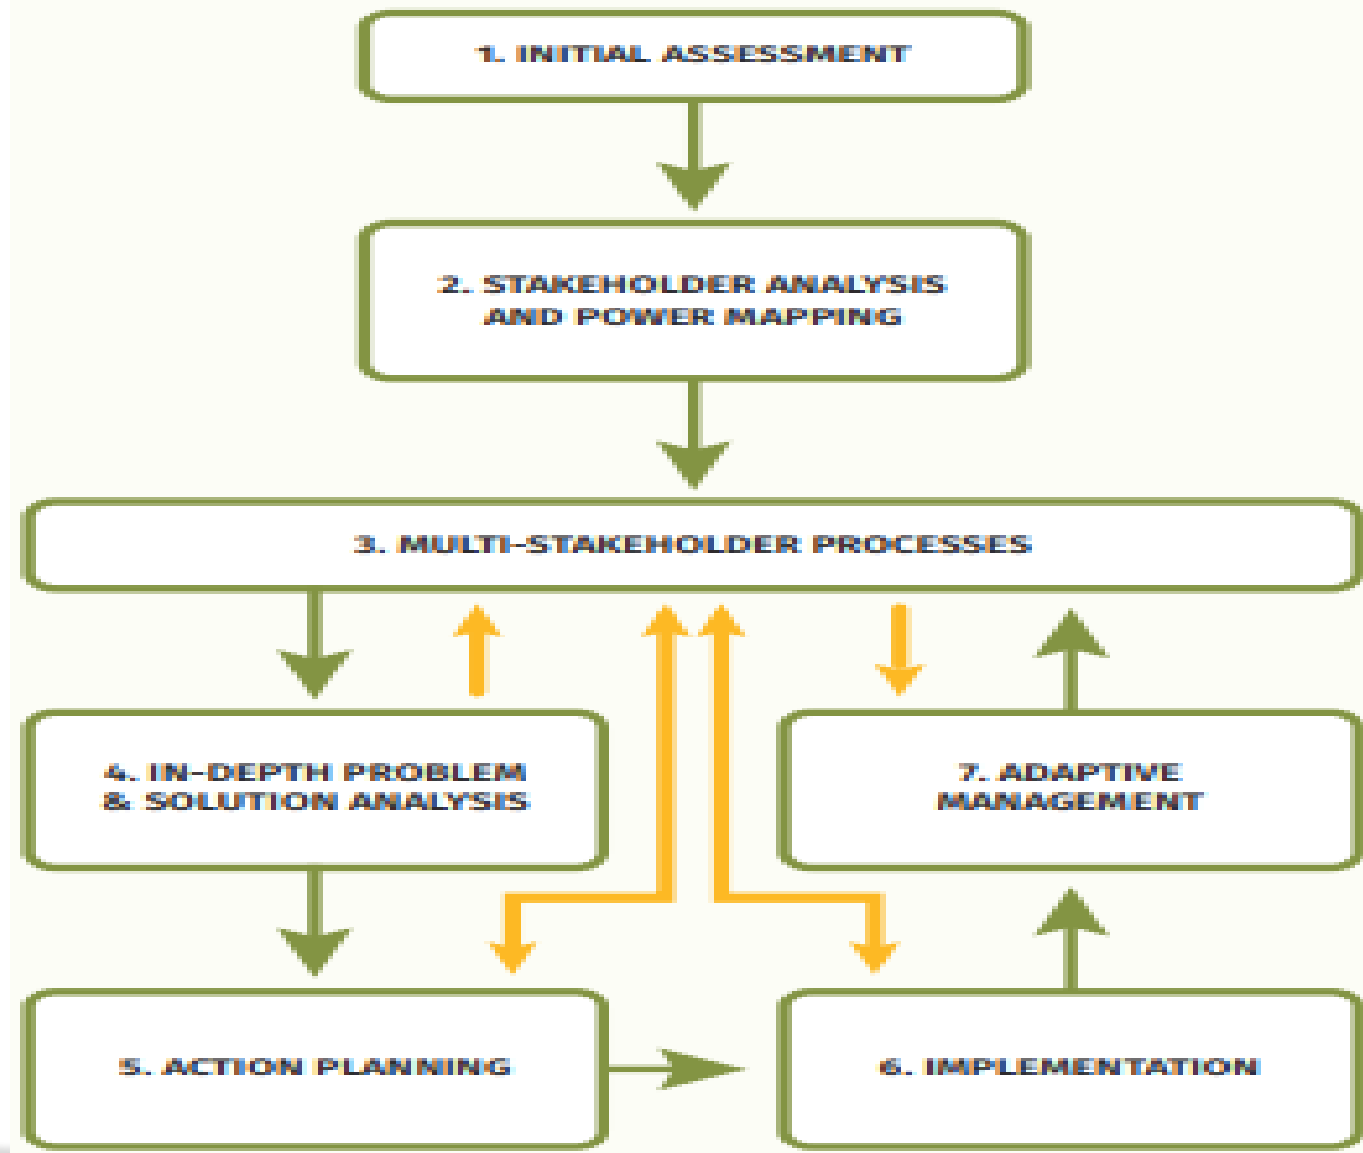 1. INITIAL ASSESSMENT
2. STAKEHOLDER ANALYSIS
AND POWER MAPPING
3. MULTI-STAKEHOLDER PROCESSES
4. IN-DEPTH PROBLEM
& SOLUTION ANALYSIS
7. ADAPTIVE
MANAGEMENT
5. ACTION PLANNING
6. IMPLEMENTATION